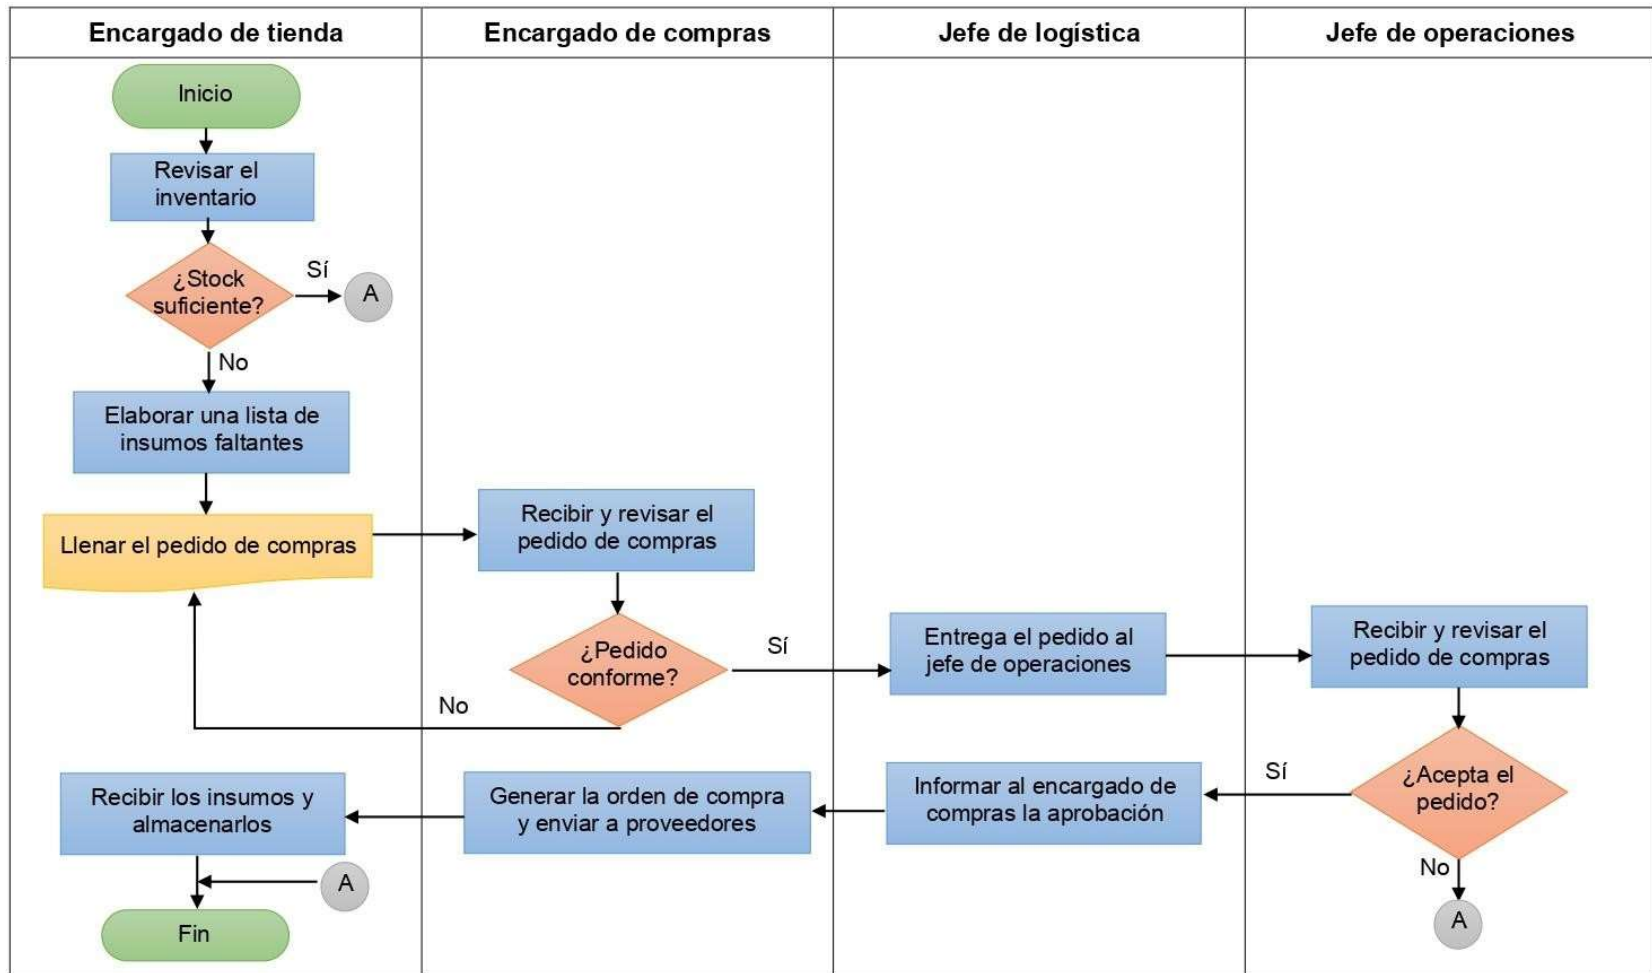 Encargado de tienda
Encargado de compras
Jefe de logística
Jefe de operaciones
Inicio
Revisar el
inventario
¿Stock
suficiente?
Sí
A
No
Elaborar una lista de
insumos faltantes
Llenar el pedido de compras
Recibir y revisar el
pedido de compras
¿Pedido
conforme?
Sí
No
Entrega el pedido al
jefe de operaciones
Recibir y revisar el
pedido de compras
¿Acepta el
pedido?
Sí
No
A
Informar al encargado de
compras la aprobación
Generar la orden de compra
y enviar a proveedores
Recibir los insumos y
almacenarlos
A
Fin